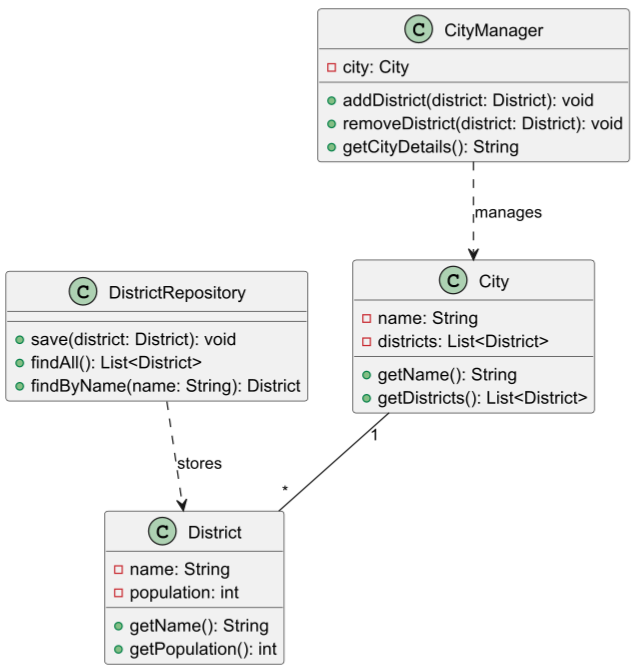 C CityManager
city: City
addDistrict(district: District): void
removeDistrict(district: District): void
getCityDetails(): String
manages
C DistrictRepository
save(district: District): void
findAll(): List<District>
findByName(name: String): District
C City
name: String
districts: List<District>
getName(): String
getDistricts(): List<District>
1
stores
*
C District
name: String
population: int
getName(): String
getPopulation(): int